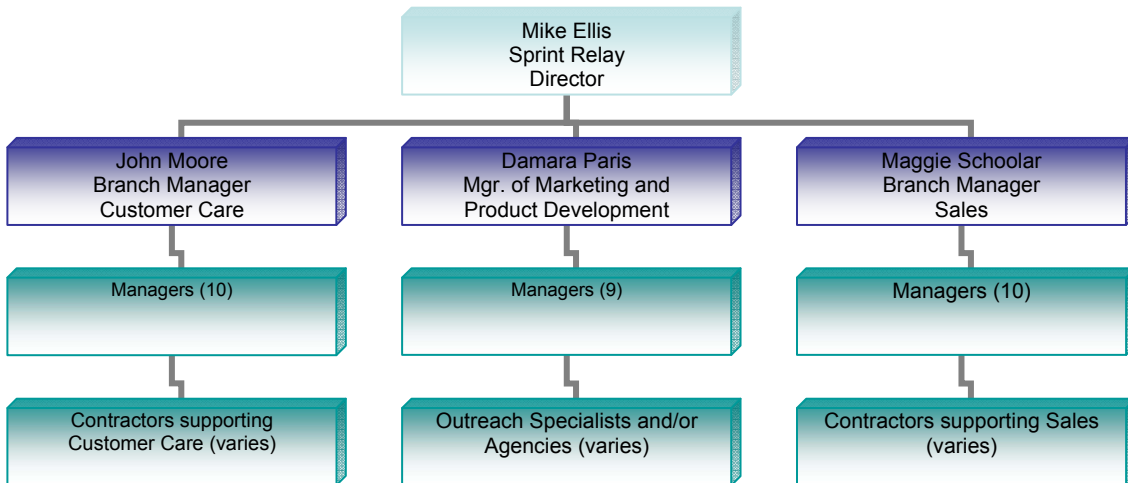 Mike Ellis
Sprint Relay
Director
John Moore
Branch Manager
Customer Care
Damara Paris
Mgr. of Marketing and
Product Development
Maggie Schoolar
Branch Manager
Sales
Managers (10)
Managers (9)
Managers (10)
Contractors supporting
Customer Care (varies)
Outreach Specialists and/or
Agencies (varies)
Contractors supporting Sales
(varies)